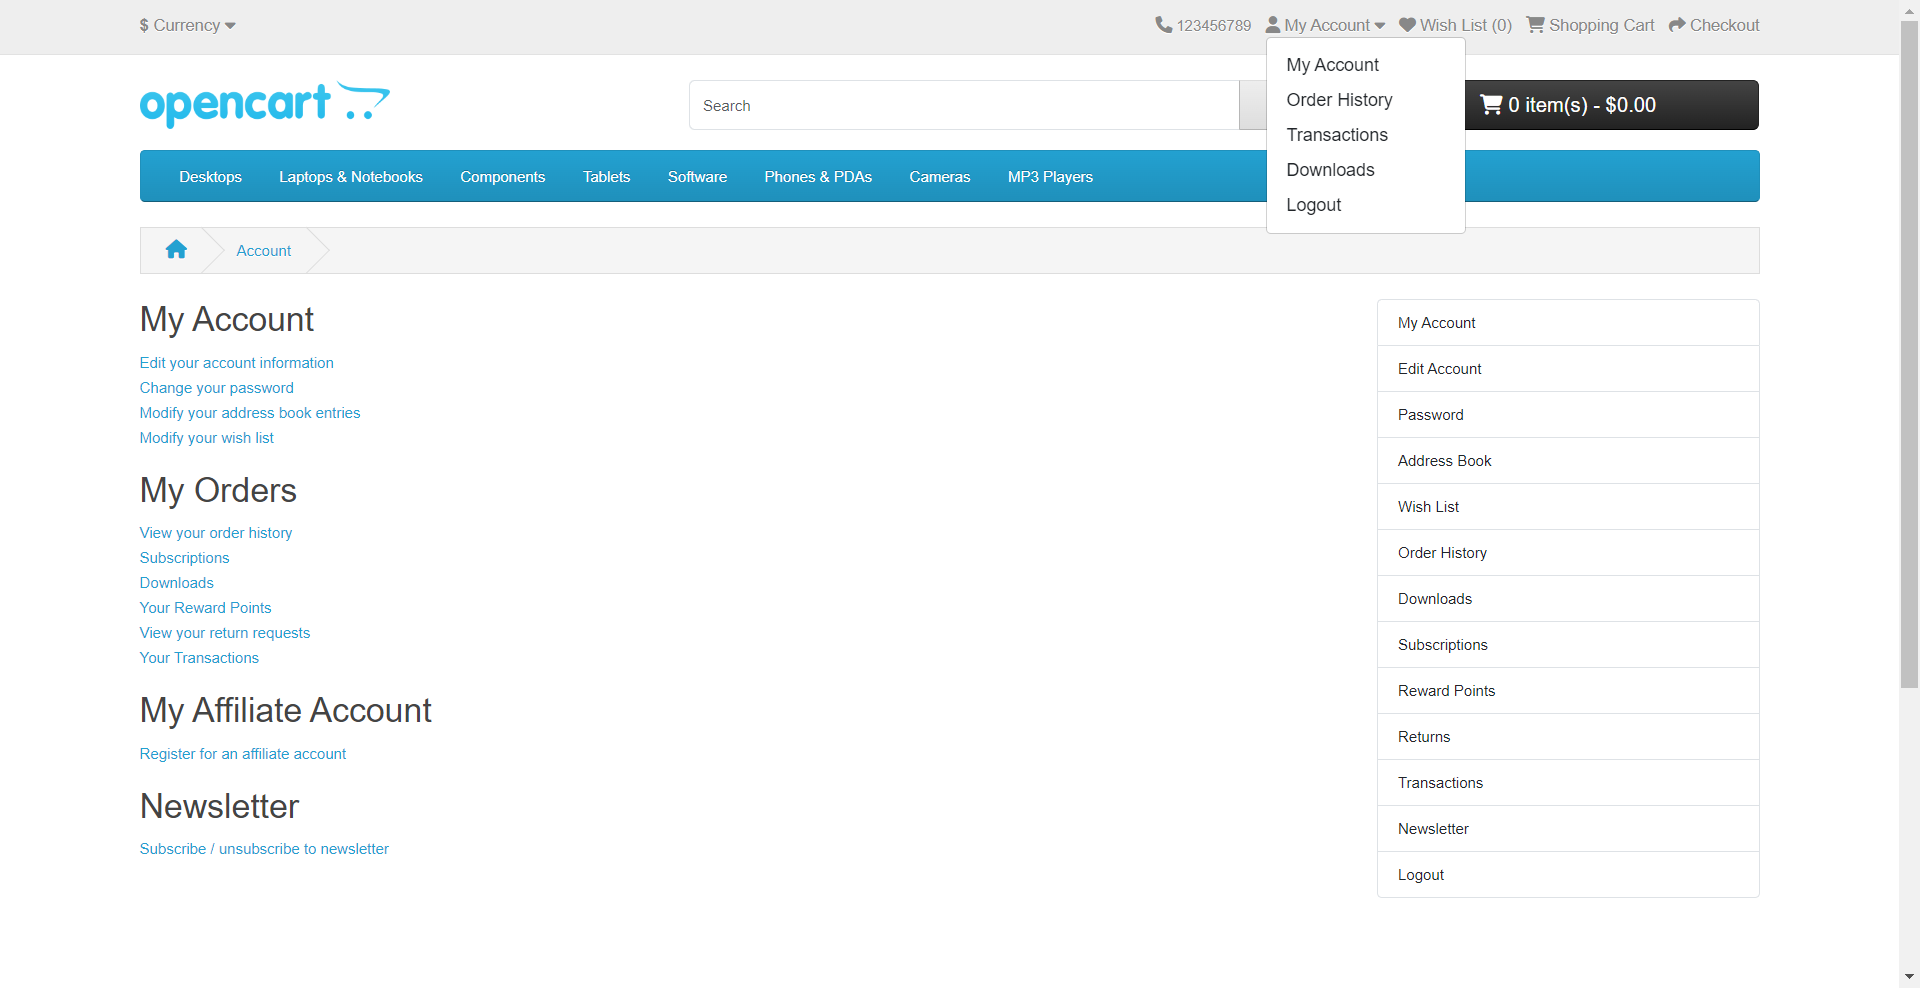 $ Currency
123456789 My Account Wish List (0) Shopping Cart Checkout
My Account
Order History
Transactions
Downloads
Logout
opencart
Search
0 item(s) - $0.00
Desktops Laptops & Notebooks Components Tablets Software Phones & PDAs Cameras MP3 Players
Account
My Account
Edit your account information
Change your password
Modify your address book entries
Modify your wish list
My Orders
View your order history
Subscriptions
Downloads
Your Reward Points
View your return requests
Your Transactions
My Affiliate Account
Register for an affiliate account
Newsletter
Subscribe / unsubscribe to newsletter
My Account
Edit Account
Password
Address Book
Wish List
Order History
Downloads
Subscriptions
Reward Points
Returns
Transactions
Newsletter
Logout